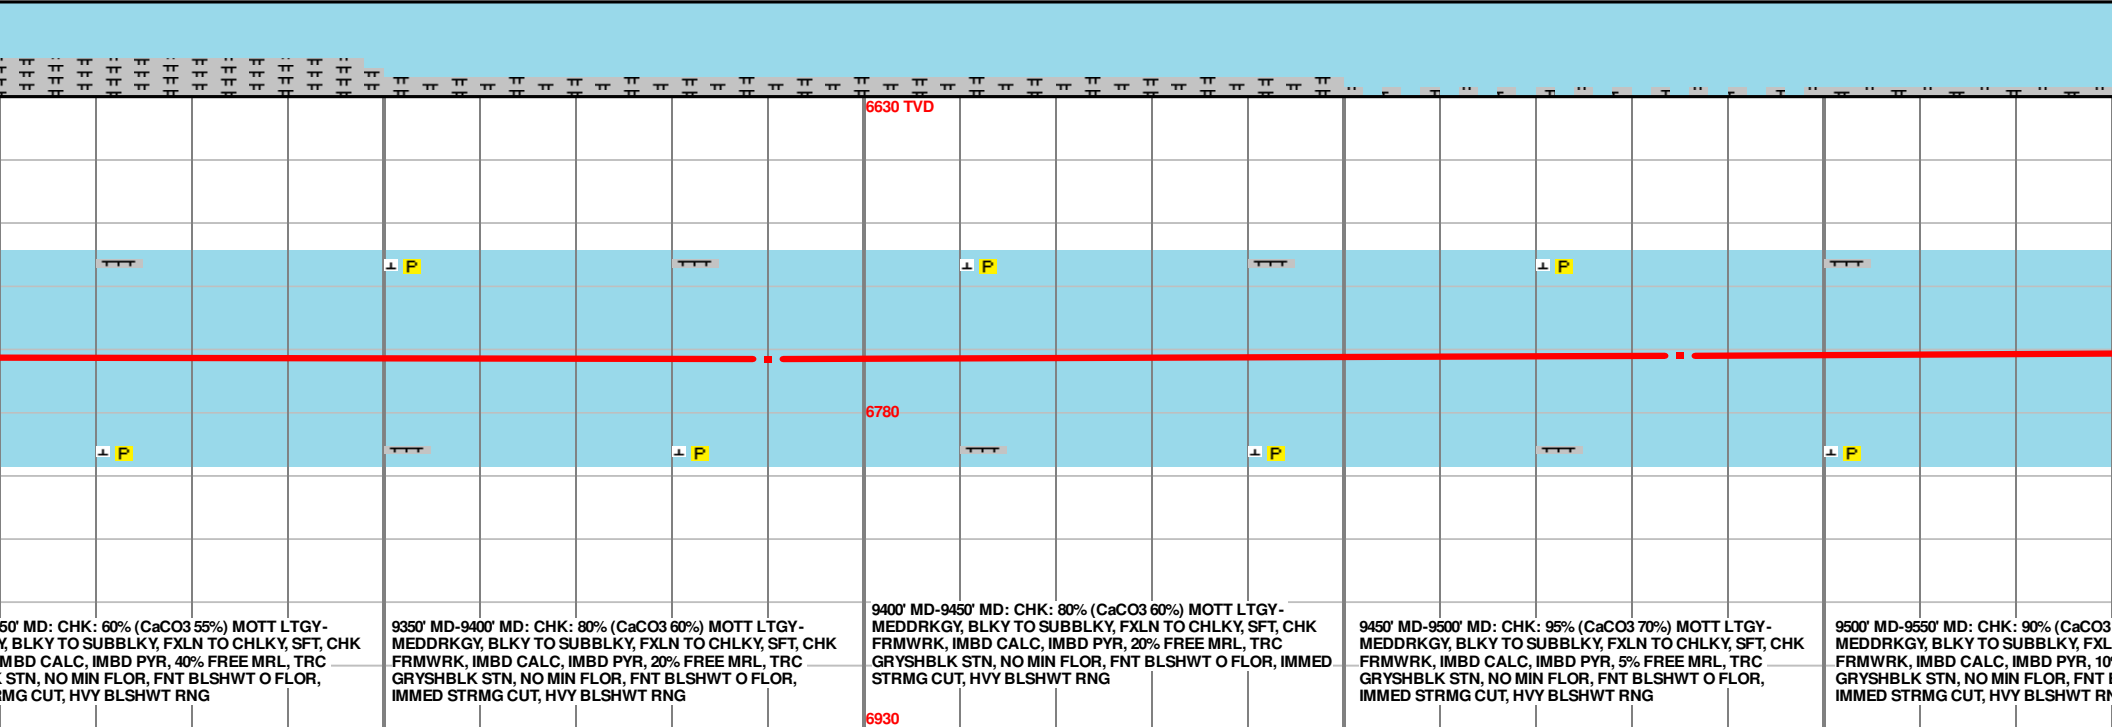 6630 TVD
P
P
P
6780
P
P
P
P
50' MD: CHK: 60% (CaCO3 55%) MOTT LTGY-
Y, BLKY TO SUBBLKY, FXLN TO CHLKY, SFT, CHK
MBD CALC, IMBD PYR, 40% FREE MRL, TRC
STN, NO MIN FLOR, FNT BLSHWT O FLOR,
RMG CUT, HVY BLSHWT RNG
9350' MD-9400' MD: CHK: 80% (CaCO3 60%) MOTT LTGY-
MEDDRKGY, BLKY TO SUBBLKY, FXLN TO CHLKY, SFT, CHK
FRMWRK, IMBD CALC, IMBD PYR, 20% FREE MRL, TRC
GRYSHBLK STN, NO MIN FLOR, FNT BLSHWT O FLOR,
IMMED STRMG CUT, HVY BLSHWT RNG
9400' MD-9450' MD: CHK: 80% (CaCO3 60%) MOTT LTGY-
MEDDRKGY, BLKY TO SUBBLKY, FXLN TO CHLKY, SFT, CHK
FRMWRK, IMBD CALC, IMBD PYR, 20% FREE MRL, TRC
GRYSHBLK STN, NO MIN FLOR, FNT BLSHWT O FLOR, IMMED
STRMG CUT, HVY BLSHWT RNG
9450' MD-9500' MD: CHK: 95% (CaCO3 70%) MOTT LTGY-
MEDDRKGY, BLKY TO SUBBLKY, FXLN TO CHLKY, SFT, CHK
FRMWRK, IMBD CALC, IMBD PYR, 5% FREE MRL, TRC
GRYSHBLK STN, NO MIN FLOR, FNT BLSHWT O FLOR,
IMMED STRMG CUT, HVY BLSHWT RNG
9500' MD-9550' MD: CHK: 90% (CaCO3
MEDDRKGY, BLKY TO SUBBLKY, FXL
FRMWRK, IMBD CALC, IMBD PYR, 10
GRYSHBLK STN, NO MIN FLOR, FNT
IMMED STRMG CUT, HVY BLSHWT RN
6930